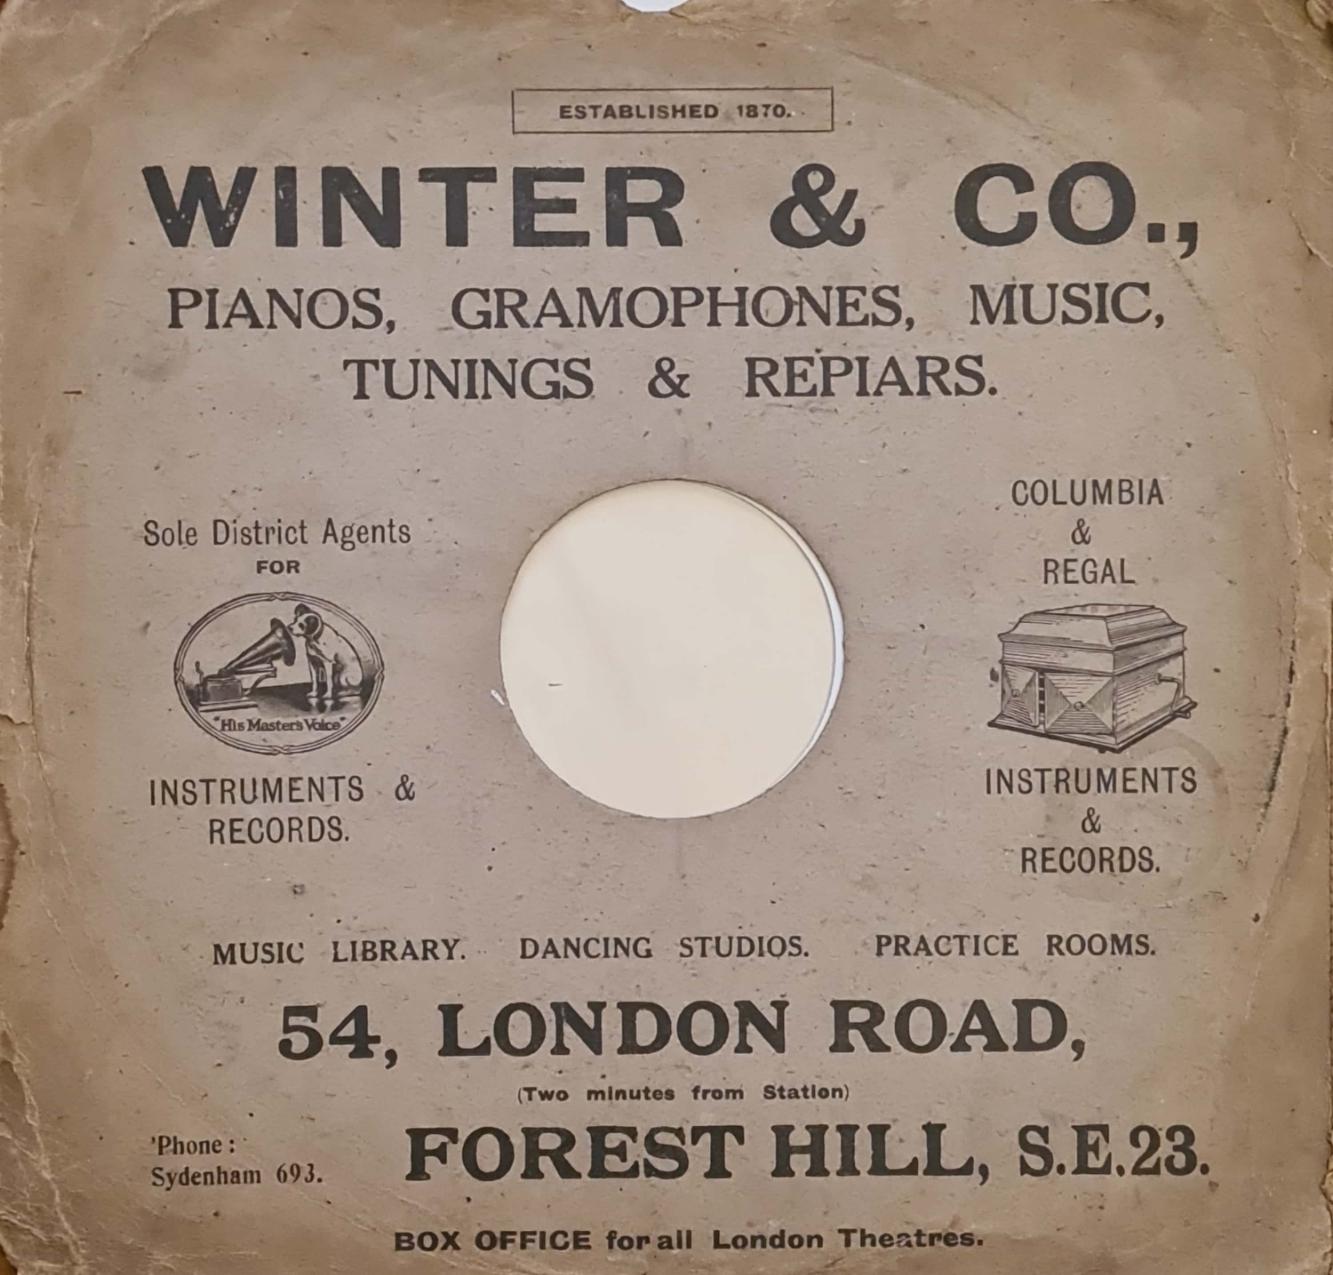 ESTABLISHED 1870.
WINTER & CO.,
PIANOS, GRAMOPHONES, MUSIC,
TUNINGS & REPIARS.
Sole District Agents
FOR
"His Master's Voice"
INSTRUMENTS &
RECORDS.
COLUMBIA
&
REGAL
INSTRUMENTS
&
RECORDS.
MUSIC LIBRARY. DANCING STUDIOS. PRACTICE ROOMS.
54, LONDON ROAD,
(Two minutes from Station)
'Phone:
Sydenham 693.
FOREST HILL, S.E.23.
BOX OFFICE for all London Theatres.